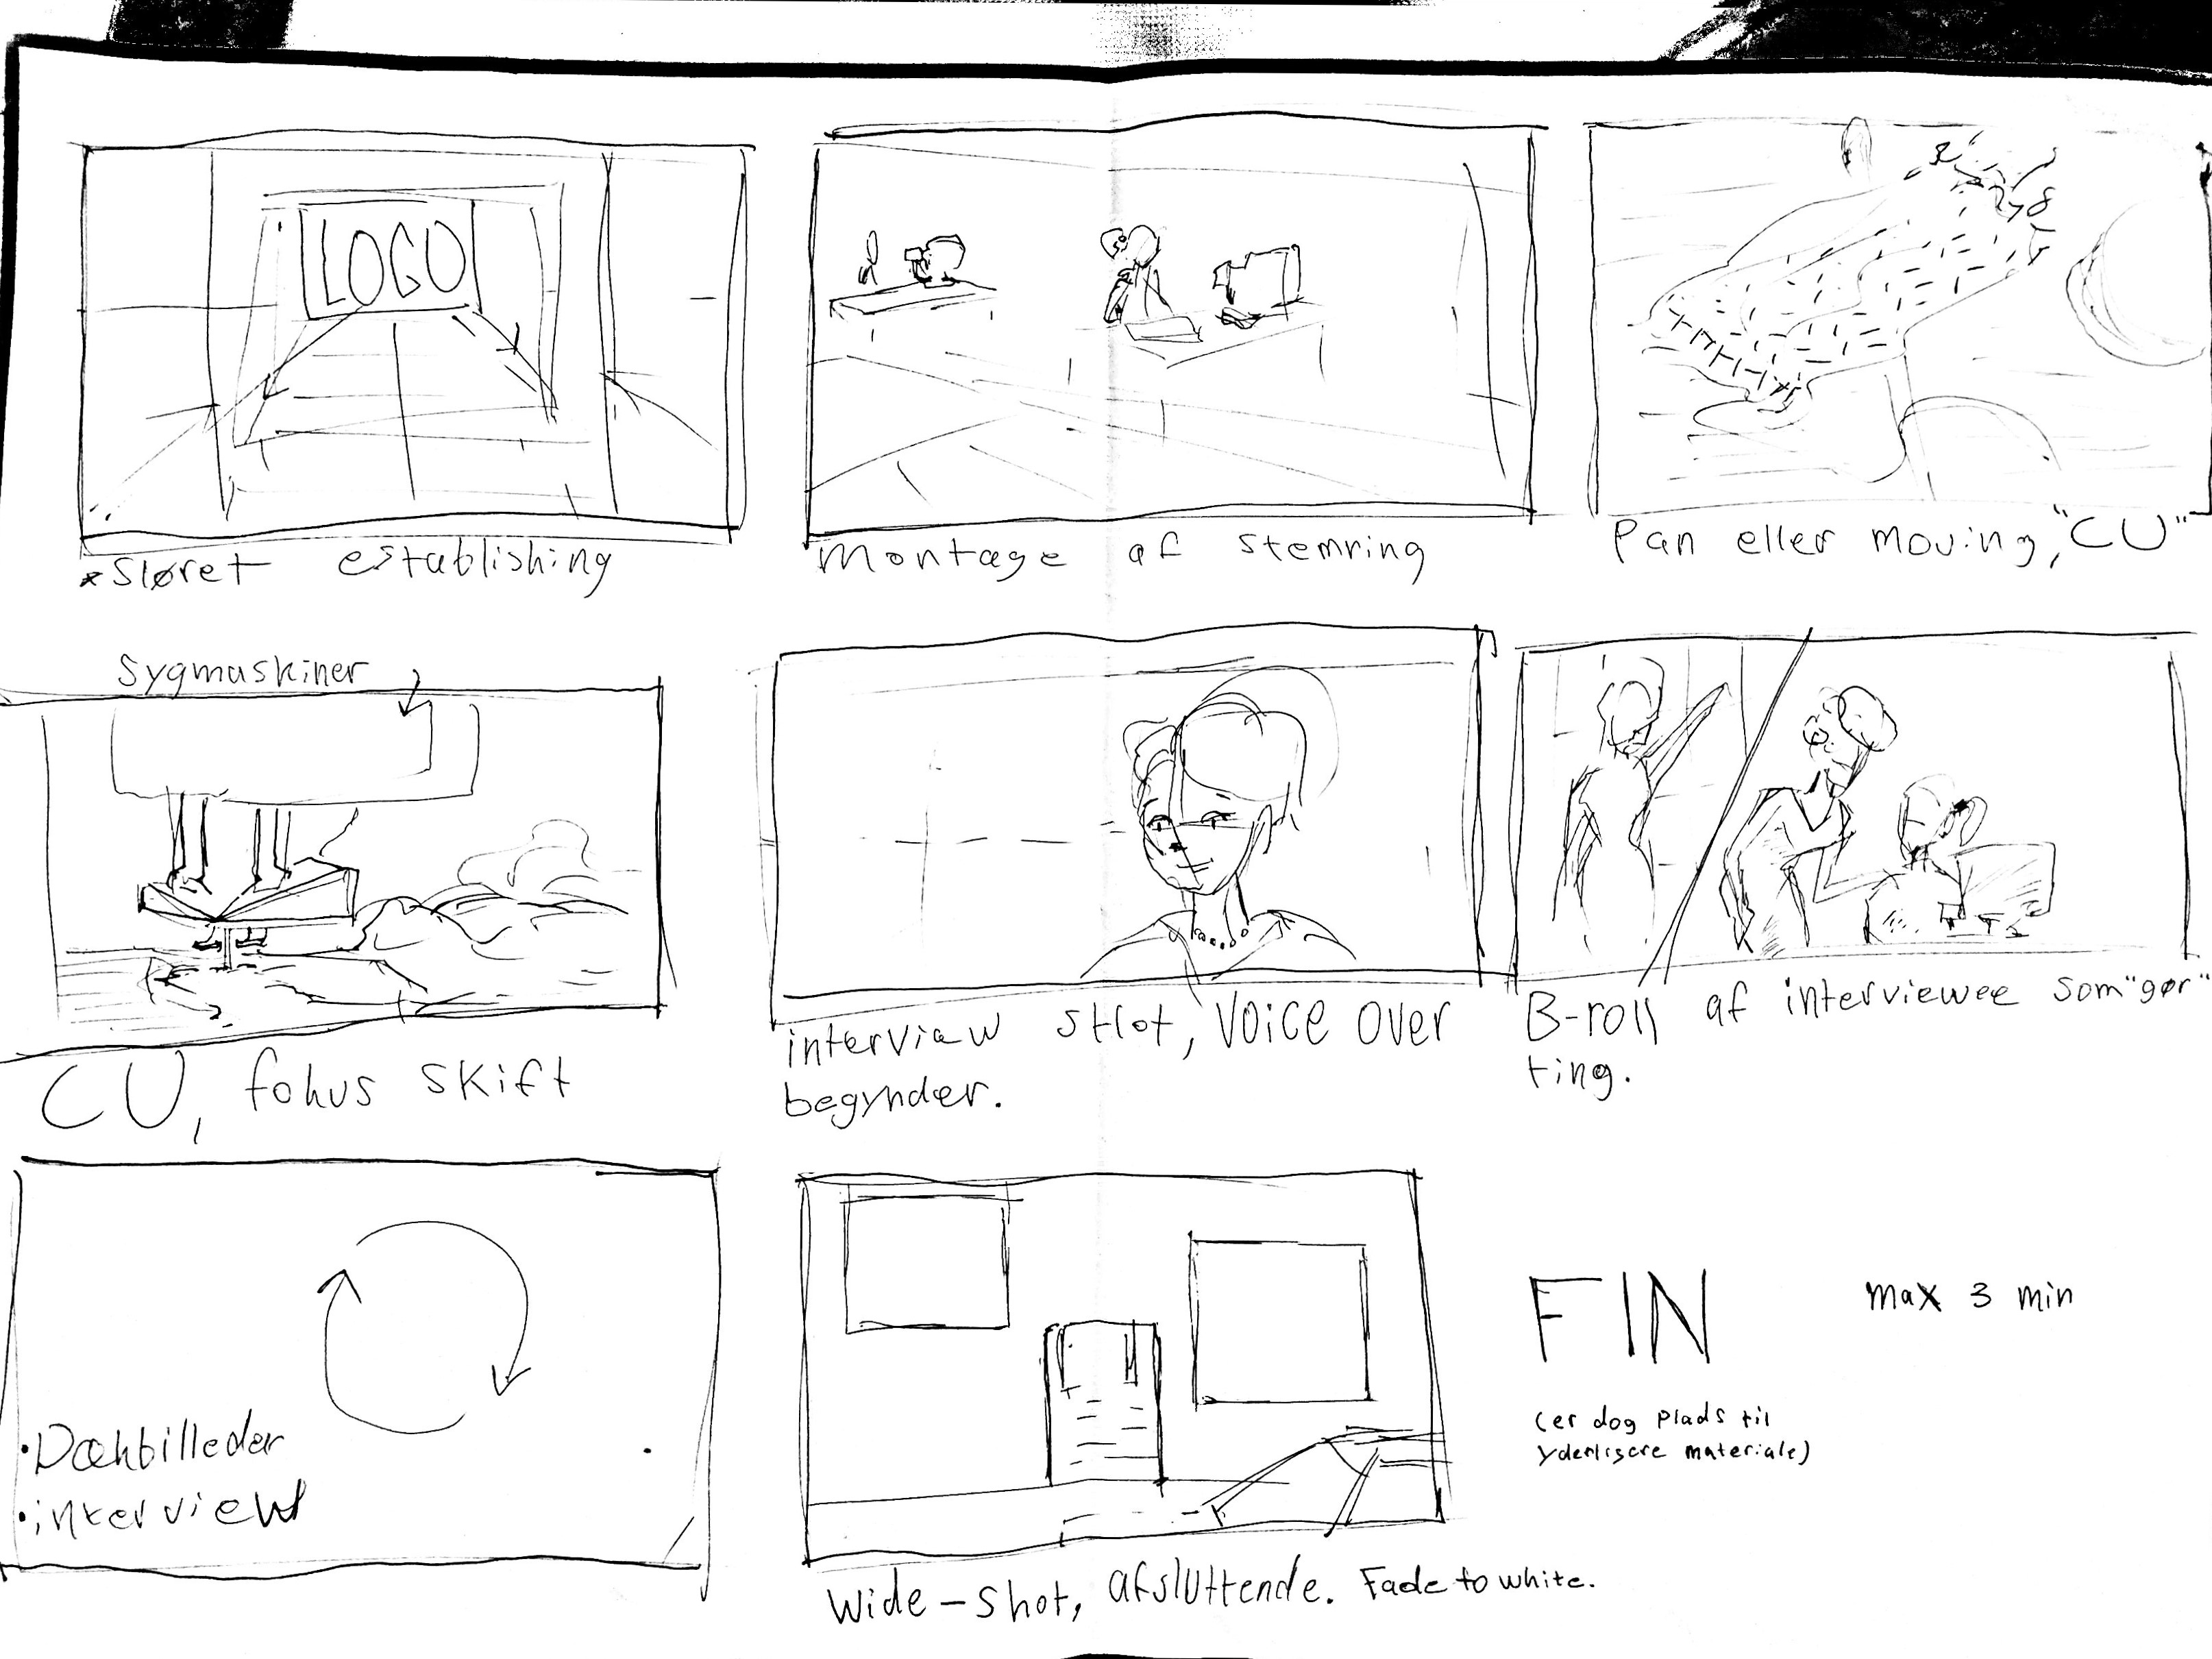 LOGO
*Sløret establishing
Montage af stemring
Pan eller moving, "CU"
Sygmaskiner
CU, fokus skift
interview shot, VOICE OVER
begynder.
B-roll af interviewee som "gør"
ting.
• Dækbilleder
• interview
Wide-shot, afsluttende. Fade to white.
FIN
max 3 min
(er dog plads til
yderligere materiale)